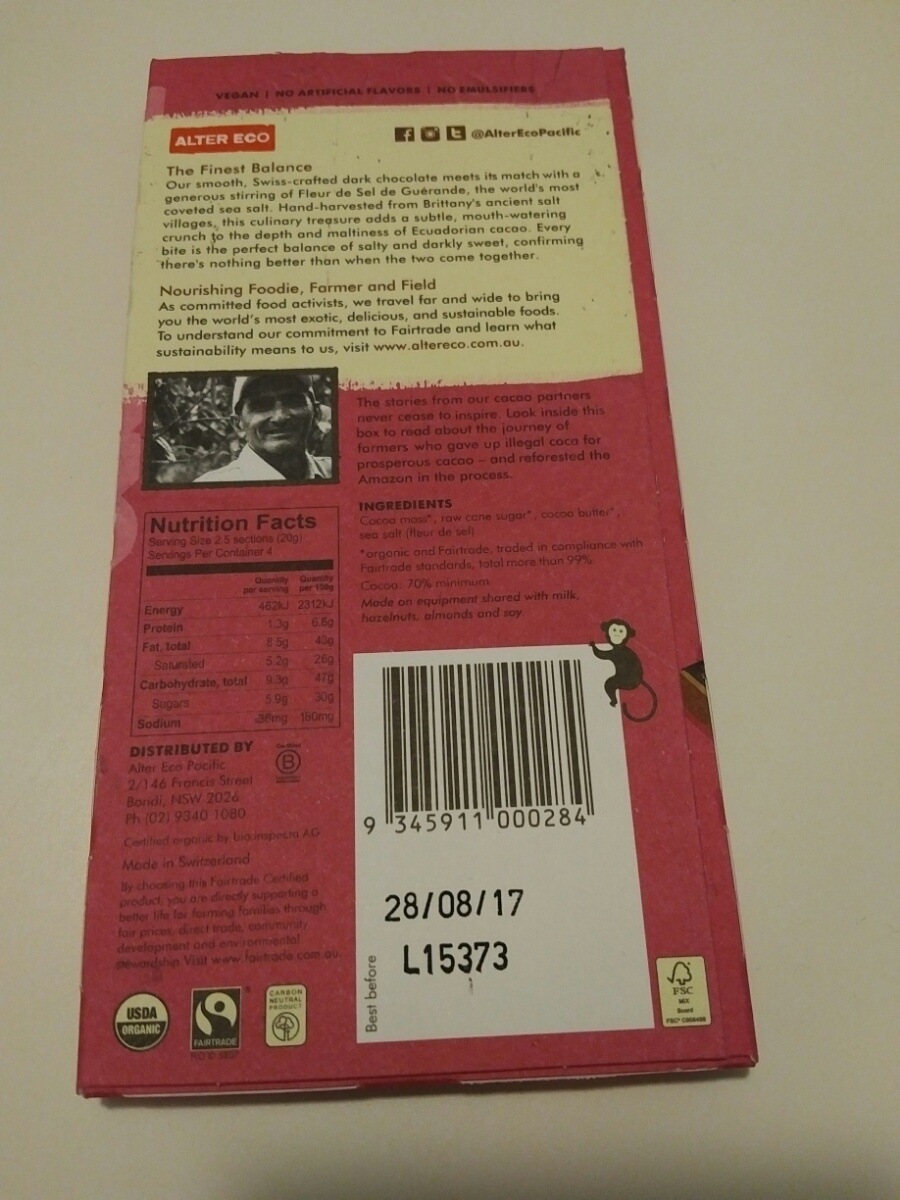 VEGAN | NO ARTIFICIAL FLAVORS | NO EMULSIFIERS
ALTER ECO
@AlterEcoPacific
The Finest Balance
Our smooth, Swiss-crafted dark chocolate meets its match with a
generous stirring of Fleur de Sel de Guérande, the world's most
coveted sea salt. Hand-harvested from Brittany's ancient salt
villages, this culinary treasure adds a subtle, mouth-watering
crunch to the depth and maltiness of Ecuadorian cacao. Every
bite is the perfect balance of salty and darkly sweet, confirming
there's nothing better than when the two come together.
Nourishing Foodie, Farmer and Field
As committed food activists, we travel far and wide to bring
you the world's most exotic, delicious, and sustainable foods.
To understand our commitment to Fairtrade and learn what
sustainability means to us, visit www.altereco.com.au.
The stories from our cacao partners
never cease to inspire. Look inside this
box to read about the journey of
farmers who gave up illegal coca for
prosperous cacao – and reforested the
Amazon in the process.
INGREDIENTS
Cocoa mass*, raw cane sugar*, cocoa butter*,
sea salt (fleur de sel)
*organic and Fairtrade, traded in compliance with
Fairtrade standards, total more than 99%
Cocoa: 70% minimum
Made on equipment shared with milk,
hazelnuts, almonds and soy.
Nutrition Facts
Serving Size 2.5 sections (20g)
Servings Per Container 4
Quantity per serving Quantity per 100g
Energy 462kJ 2312kJ
Protein 1.3g 6.6g
Fat, total 8.5g 43g
Saturated 5.2g 26g
Carbohydrate, total 9.3g 47g
Sugars 5.9g 30g
Sodium 36mg 180mg
DISTRIBUTED BY
Alter Eco Pacific
2/146 Francis Street
Bondi, NSW 2026
Ph (02) 9340 1080
B
Certified organic by AG
Made in Switzerland
By choosing this Fairtrade Certified
product, you are directly supporting a
better life for farming families through
fair prices, direct trade, community
development and environmental
stewardship. Visit www.fairtrade.com.au.
9 345911 000284
28/08/17
L15373
Best before
USDA
ORGANIC
FAIRTRADE
CARBON
NEUTRAL
PRODUCT
FSC
MIX
Board